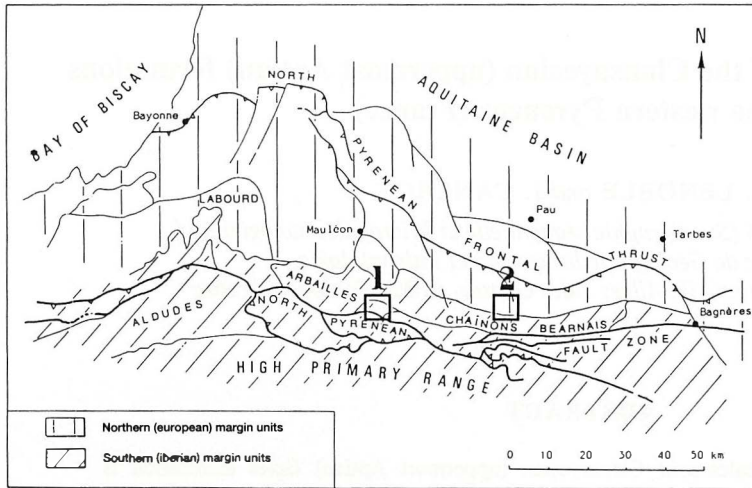 N
BAY OF BISCAY
AQUITAINE BASIN
NORTH
PYRENEAN
FRONTAL
THRUST
Bayonne
LABOURD
Mauléon
Pau
Tarbes
Bagnères
1
2
ARBAILLES
ALDUDES
CHAÎNONS BEARNAIS
NORTH
PYRENEAN
FAULT ZONE
HIGH PRIMARY RANGE
Northern (european) margin units
Southern (iberian) margin units
0 10 20 30 40 50 km